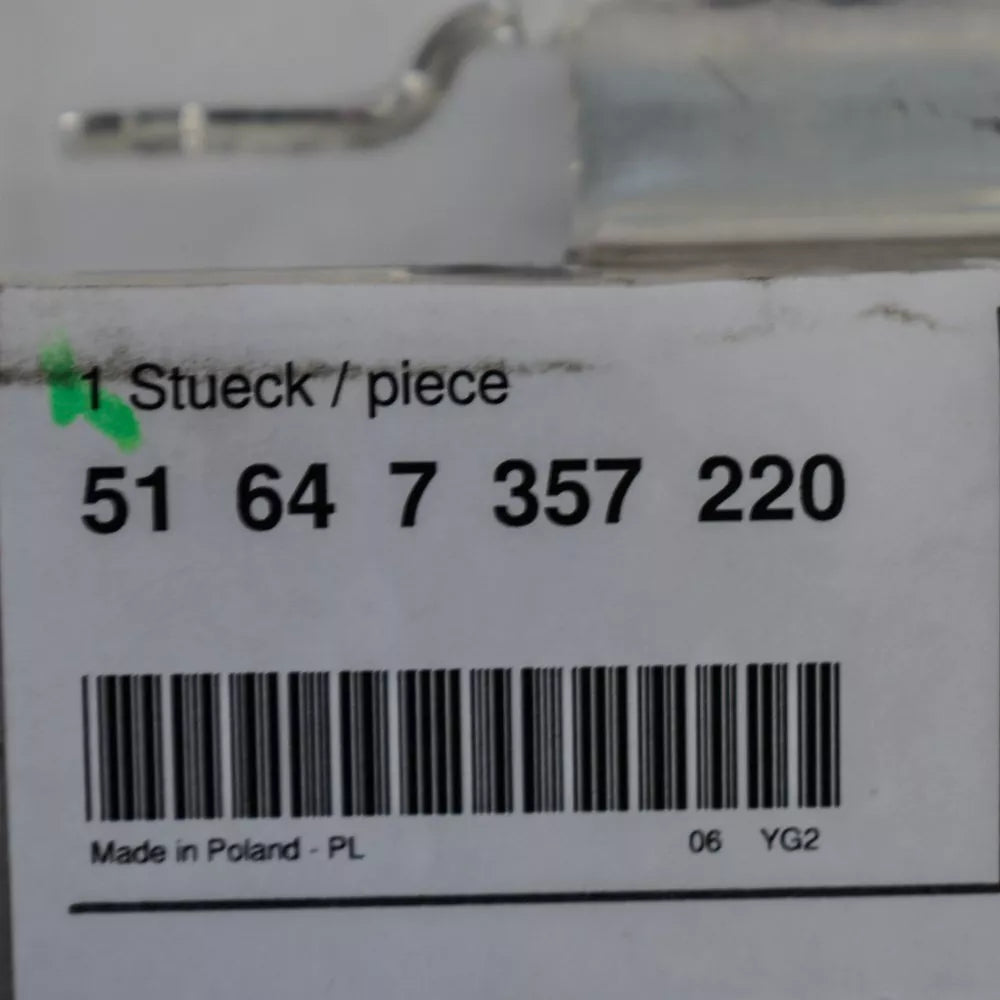 1 Stueck / piece
51 64 7 357 220
Made in Poland - PL 06 YG2